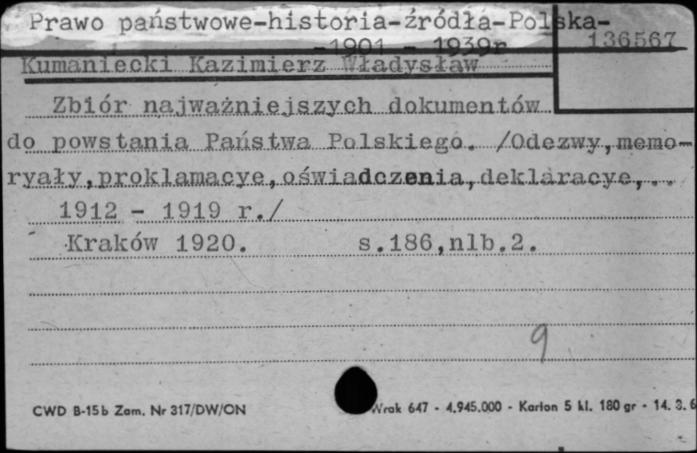 Prawo państwowe-historia-źródła-Polska-
-1901 - 1939r
136567
Kumaniecki Kazimierz Władysław
Zbiór najważniejszych dokumentów
do powstania Państwa Polskiego. /Odezwy,memo-
ryały,proklamacye,oświadczenia,deklaracye,..
1912 - 1919 r./
Kraków 1920. s.186,nlb.2.
9
CWD B-15b Zam. Nr 317/DW/ON
Wrak 647 - 4.945.000 - Karton 5 kl. 180 gr - 14. 3. 6